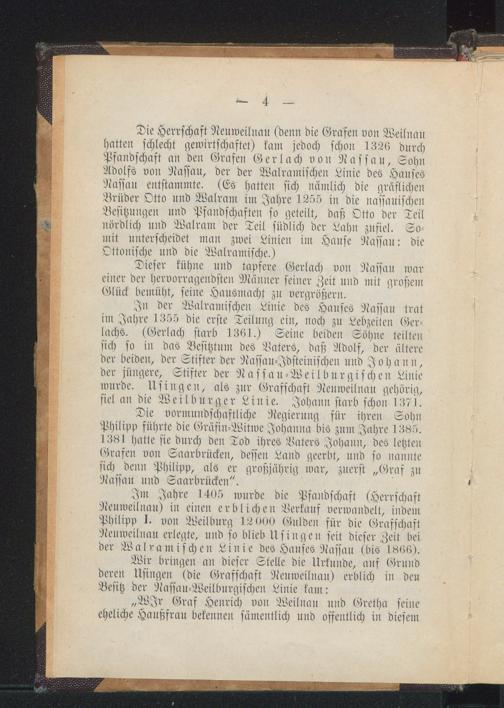 — 4 —
Die Herrschaft Neuweilnau (denn die Grafen von Weilnau
hatten schlecht gewirtschaftet) kam jedoch schon 1326 durch
Pfandschaft an den Grafen Gerlach von Nassau, Sohn
Adolfs von Nassau, der der Walramischen Linie des Hauses
Nassau entstammte. (Es hatten sich nämlich die gräflichen
Brüder Otto und Walram im Jahre 1255 in die nassauischen
Besitzungen und Pfandschaften so geteilt, daß Otto der Teil
nördlich und Walram der Teil südlich der Lahn zufiel. So-
mit unterscheidet man zwei Linien im Hause Nassau: die
Ottonische und die Walramische.)
Dieser kühne und tapfere Gerlach von Nassau war
einer der hervorragendsten Männer seiner Zeit und mit großem
Glück bemüht, seine Hausmacht zu vergrößern.
In der Walramischen Linie des Hauses Nassau trat
im Jahre 1355 die erste Teilung ein, noch zu Lebzeiten Ger-
lachs. (Gerlach starb 1361.) Seine beiden Söhne teilten
sich so in das Besitztum des Vaters, daß Adolf, der ältere
der beiden, der Stifter der Nassau-Idsteinischen und Johann,
der jüngere, Stifter der Nassau-Weilburgischen Linie
wurde. Usingen, als zur Grafschaft Neuweilnau gehörig,
fiel an die Weilburger Linie. Johann starb schon 1371.
Die vormundschaftliche Regierung für ihren Sohn
Philipp führte die Gräfin-Witwe Johanna bis zum Jahre 1385.
1381 hatte sie durch den Tod ihres Vaters Johann, des letzten
Grafen von Saarbrücken, dessen Land geerbt, und so nannte
sich denn Philipp, als er großjährig war, zuerst „Graf zu
Nassau und Saarbrücken“.
Im Jahre 1405 wurde die Pfandschaft (Herrschaft
Neuweilnau) in einen erblichen Verkauf verwandelt, indem
Philipp I. von Weilburg 12 000 Gulden für die Grafschaft
Neuweilnau erlegte, und so blieb Usingen seit dieser Zeit bei
der Walramischen Linie des Hauses Nassau (bis 1866).
Wir bringen an dieser Stelle die Urkunde, auf Grund
deren Usingen (die Grafschaft Neuweilnau) erblich in den
Besitz der Nassau-Weilburgischen Linie kam:
„WJr Graf Henrich von Weilnau und Gretha seine
eheliche Haußfrau bekennen sämentlich und offentlich in diesem